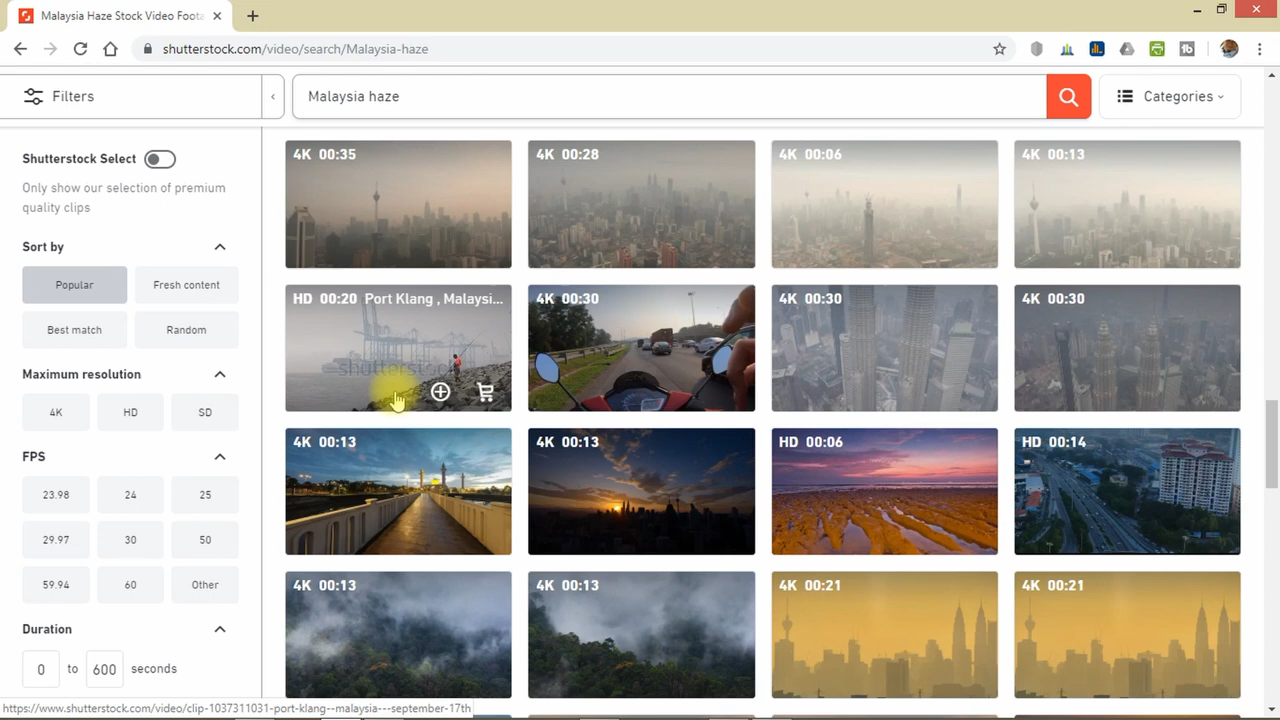 Malaysia Haze Stock Video Foota
shutterstock.com/video/search/Malaysia-haze
Filters
Malaysia haze
Categories
Shutterstock Select
Only show our selection of premium
quality clips
Sort by
Popular
Fresh content
Best match
Random
Maximum resolution
4K
HD
SD
FPS
23.98
24
25
29.97
30
50
59.94
60
Other
Duration
0 to 600 seconds
4K 00:35
4K 00:28
4K 00:06
4K 00:13
HD 00:20 Port Klang , Malaysi...
shutterstock
4K 00:30
4K 00:30
4K 00:30
4K 00:13
4K 00:13
HD 00:06
HD 00:14
4K 00:13
4K 00:13
4K 00:21
4K 00:21
https://www.shutterstock.com/video/clip-1037311031-port-klang--malaysia---september-17th